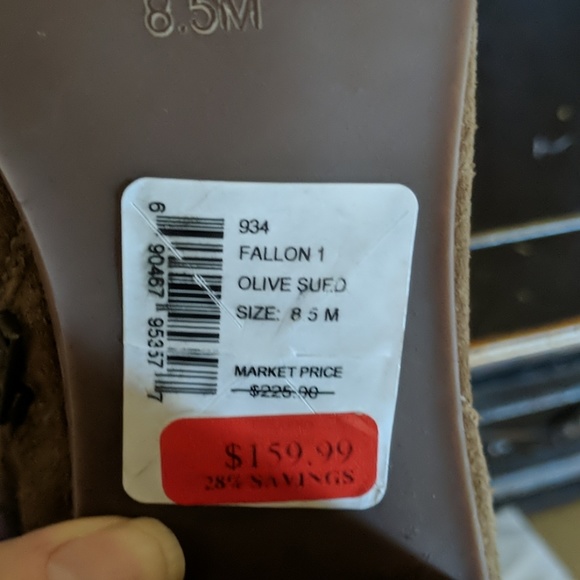 8.5M
934
FALLON 1
OLIVE SUED
SIZE: 8 5 M
6 90467 95357 7
MARKET PRICE
$225.00
$159.99
28% SAVINGS